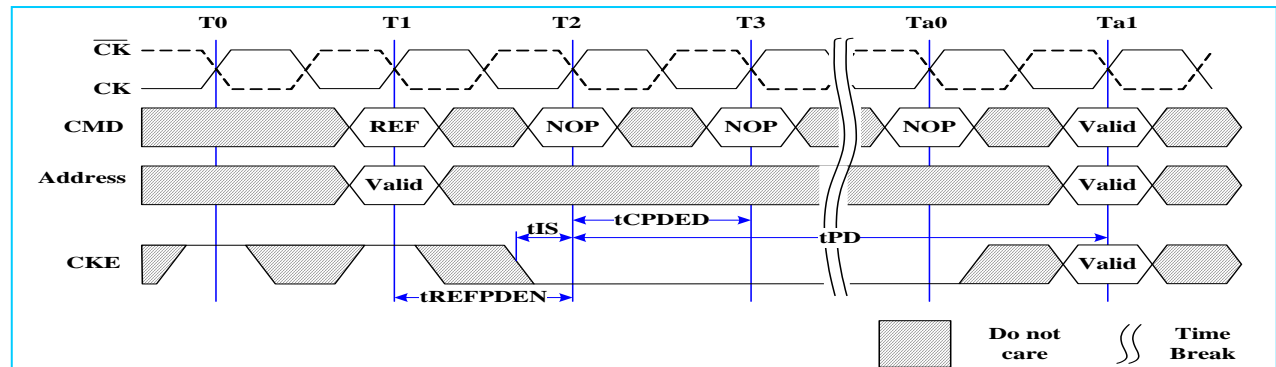 T0 T1 T2 T3 Ta0 Ta1
CK
CK
CMD REF NOP NOP NOP Valid
Address Valid Valid
tIS tCPDED
tPD
CKE Valid
tREFPDEN
Do not care
Time Break